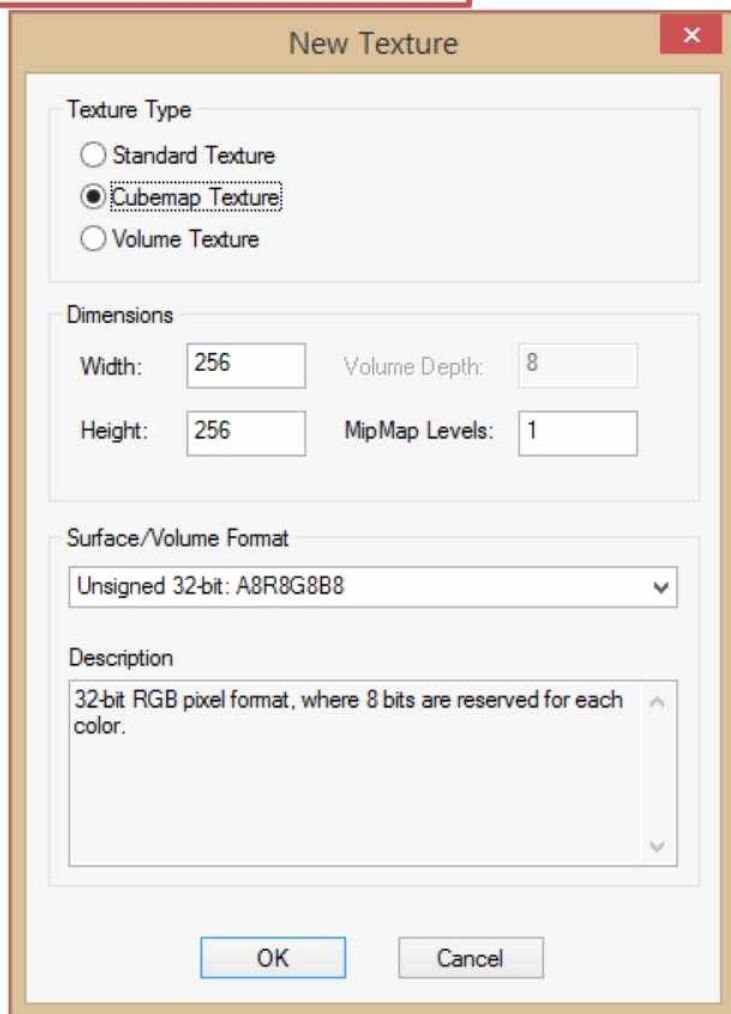 New Texture
Texture Type
Standard Texture
Cubemap Texture
Volume Texture
Dimensions
Width: 256 Volume Depth: 8
Height: 256 MipMap Levels: 1
Surface/Volume Format
Unsigned 32-bit: A8R8G8B8
Description
32-bit RGB pixel format, where 8 bits are reserved for each
color.
OK Cancel